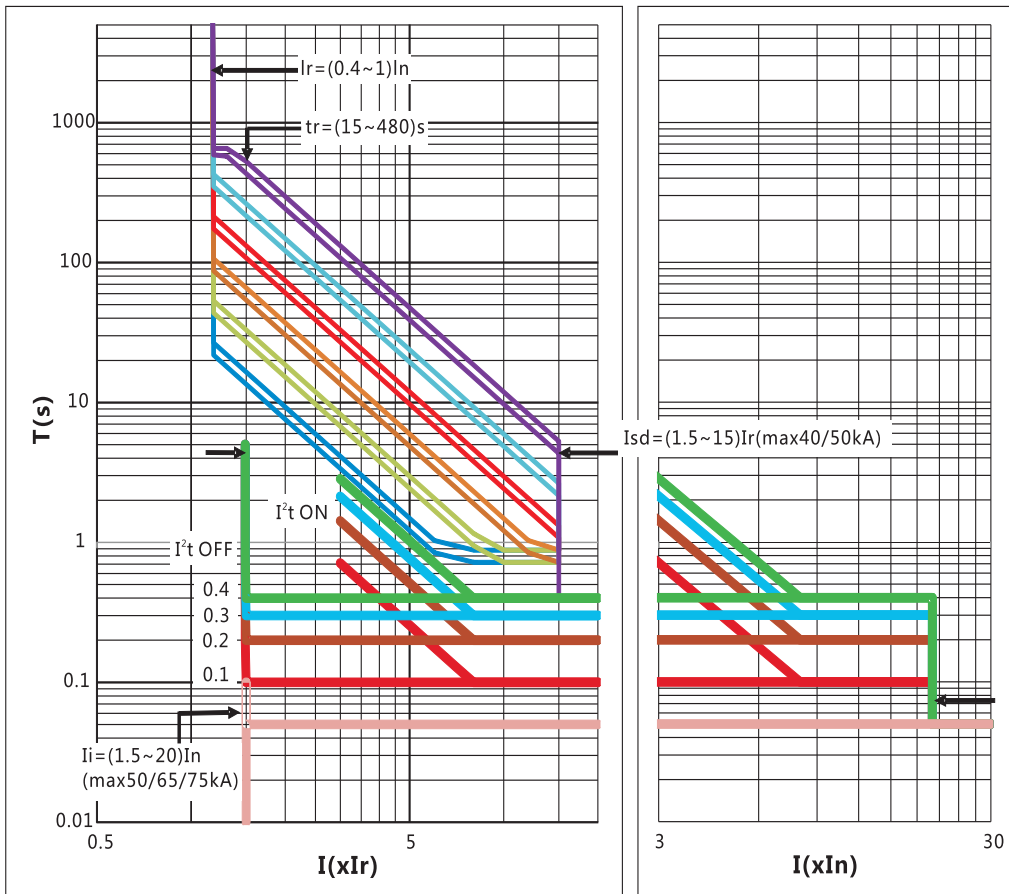 Ir=(0.4~1)In
tr=(15~480)s
1000
100
10
1
0.1
0.01
T(s)
Isd=(1.5~15)Ir(max40/50kA)
I²t ON
I²t OFF
0.4
0.3
0.2
0.1
Ii=(1.5~20)In
(max50/65/75kA)
0.5
5
I(xIr)
3
30
I(xIn)